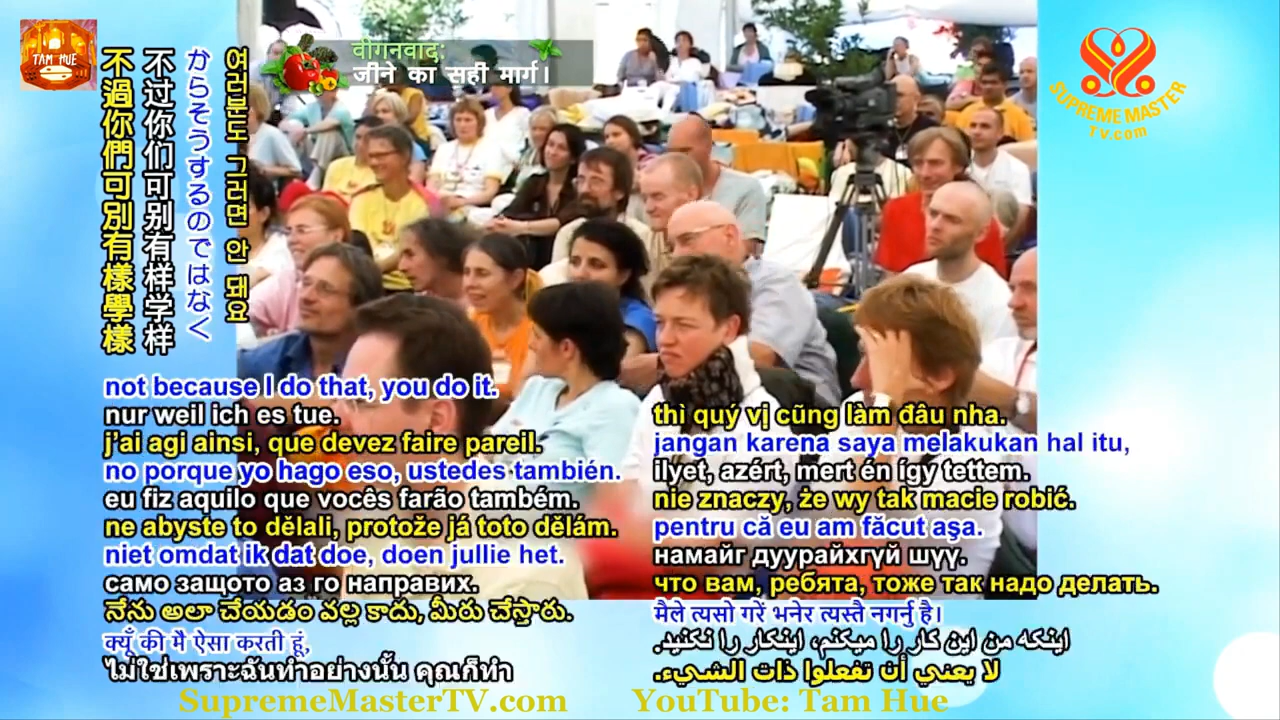 TAM HUE
वीगनवाद:
जीने का सही मार्ग।
SUPREME MASTER
TV.com
여러분도 그러면 안 돼요
からそうするのではなく
不过你们可别有样学样
不過你們可別有樣學樣
not because I do that, you do it.
nur weil ich es tue.
j'ai agi ainsi, que devez faire pareil.
no porque yo hago eso, ustedes también.
eu fiz aquilo que vocês farão também.
ne abyste to dělali, protože já toto dělám.
niet omdat ik dat doe, doen jullie het.
само защото аз го направих.
నేను అలా చేయడం వల్ల కాదు, మీరు చేస్తారు.
क्यूँ की मै ऐसा करती हूं,
ไม่ใช่เพราะฉันทำอย่างนั้น คุณก็ทำ
thì quý vị cũng làm đâu nha.
jangan karena saya melakukan hal itu,
ilyet, azért, mert én így tettem.
nie znaczy, że wy tak macie robić.
pentru că eu am făcut aşa.
намайг дуурайхгүй шүү.
что вам, ребята, тоже так надо делать.
मैले त्यसो गरें भनेर त्यस्तै नगर्नु है।
اینکه من این کار را میکنم، اینکار را نکنید.
لا يعني أن تفعلوا ذات الشيء.
SupremeMasterTV.com
YouTube: Tam Hue